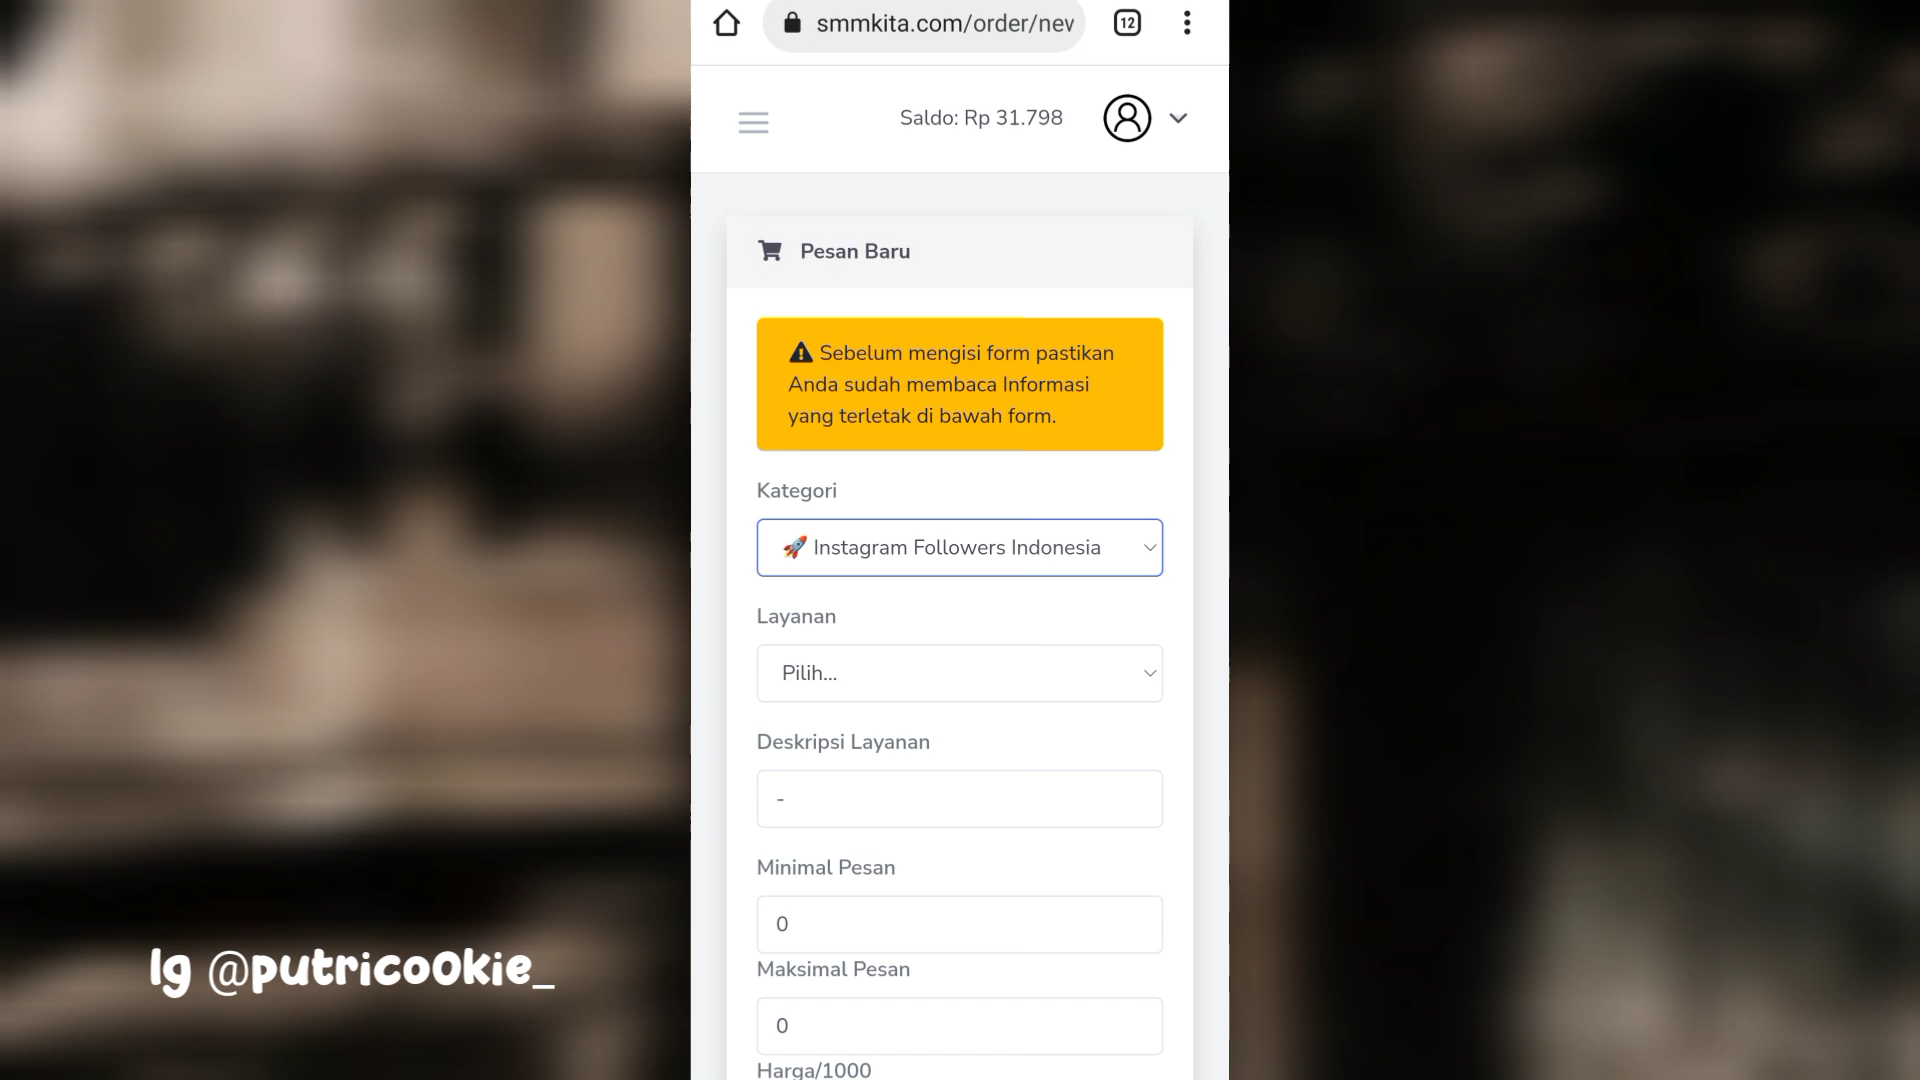 smmkita.com/order/nev
12
Saldo: Rp 31.798
Pesan Baru
Sebelum mengisi form pastikan
Anda sudah membaca Informasi
yang terletak di bawah form.
Kategori
🚀 Instagram Followers Indonesia
Layanan
Pilih...
Deskripsi Layanan
-
Minimal Pesan
0
Maksimal Pesan
0
Harga/1000
Ig @putricookie_